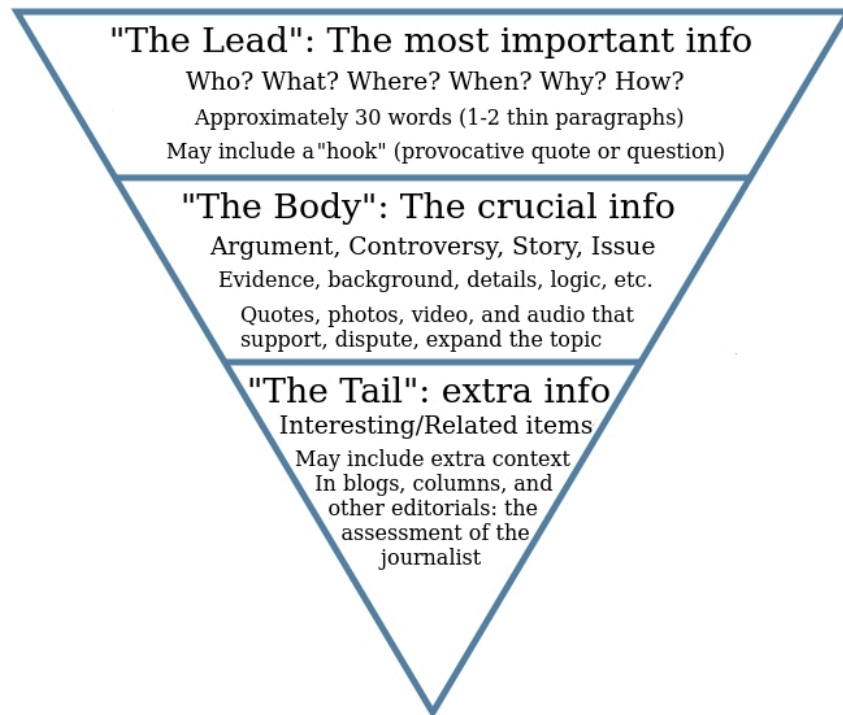 "The Lead": The most important info
Who? What? Where? When? Why? How?
Approximately 30 words (1-2 thin paragraphs)
May include a "hook" (provocative quote or question)
"The Body": The crucial info
Argument, Controversy, Story, Issue
Evidence, background, details, logic, etc.
Quotes, photos, video, and audio that
support, dispute, expand the topic
"The Tail": extra info
Interesting/Related items
May include extra context
In blogs, columns, and
other editorials: the
assessment of the
journalist